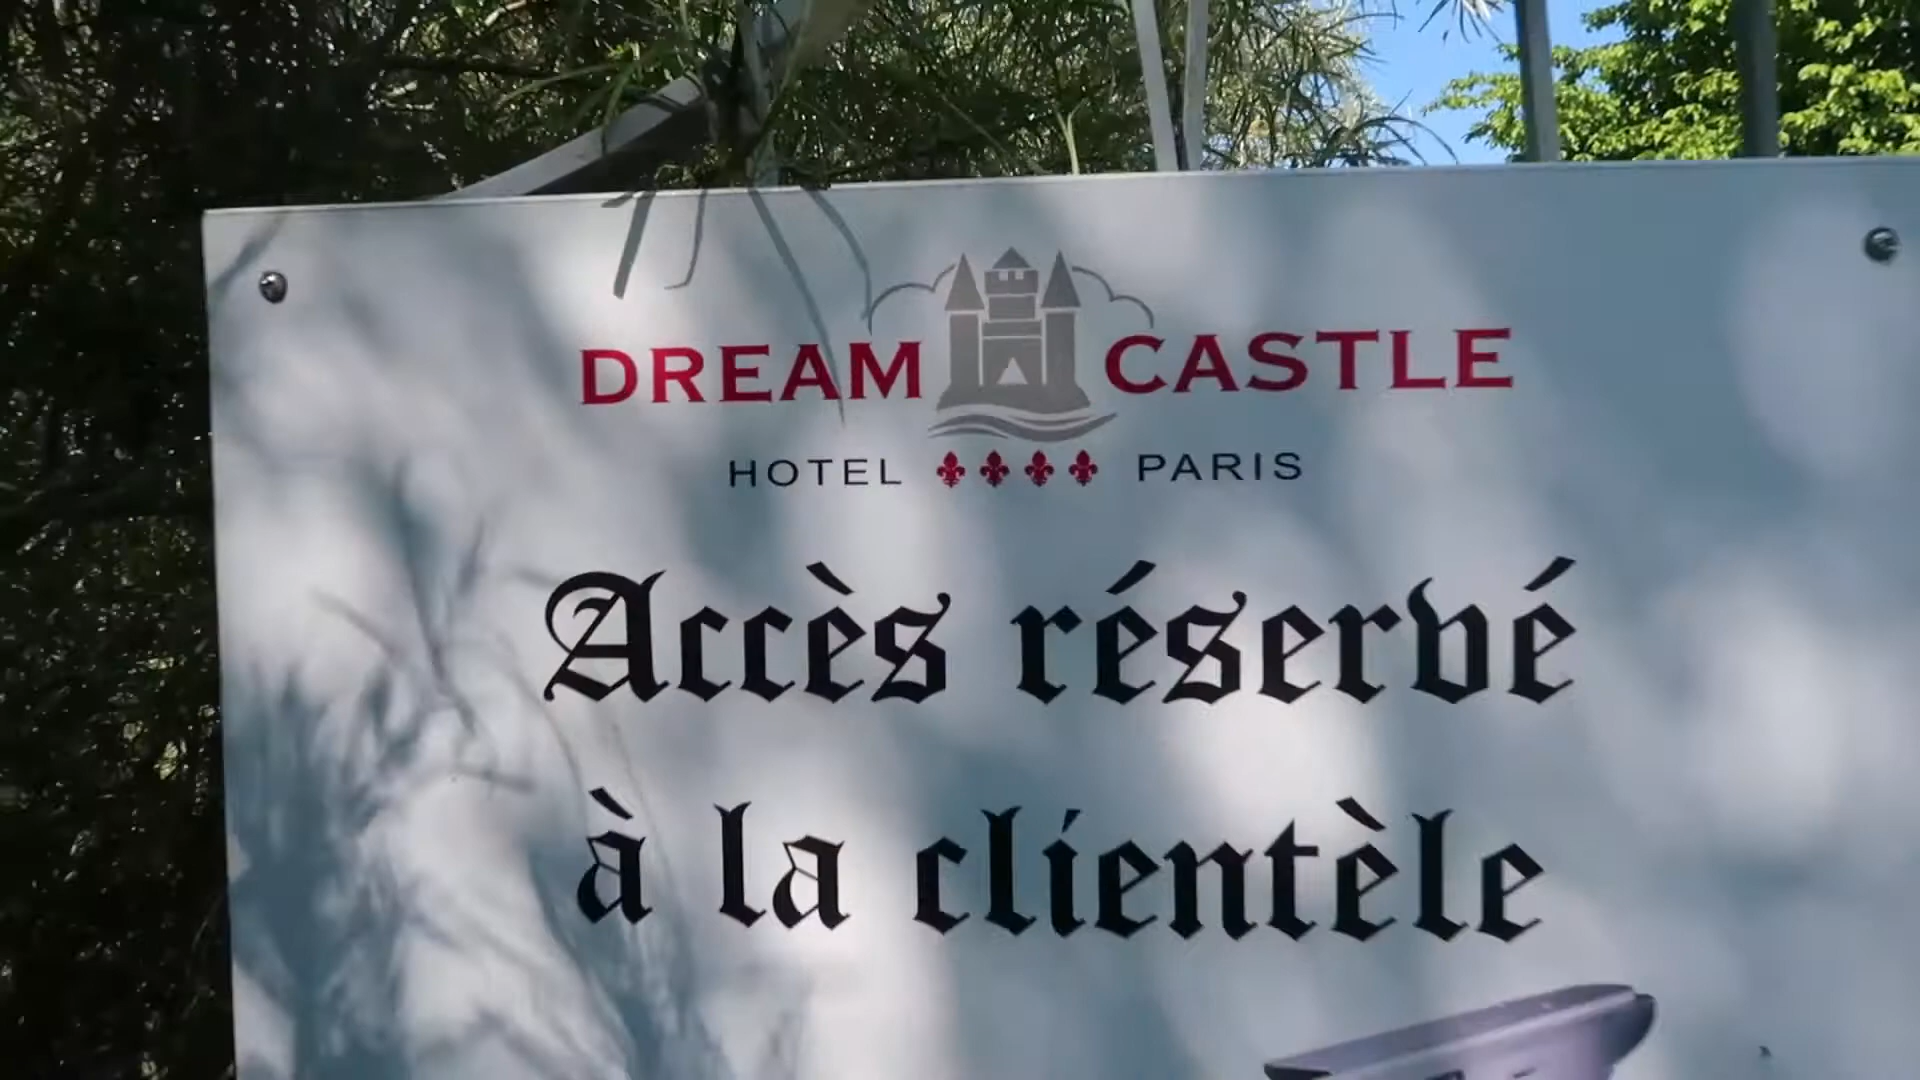 DREAM CASTLE
HOTEL PARIS
Accès réservé
à la clientèle